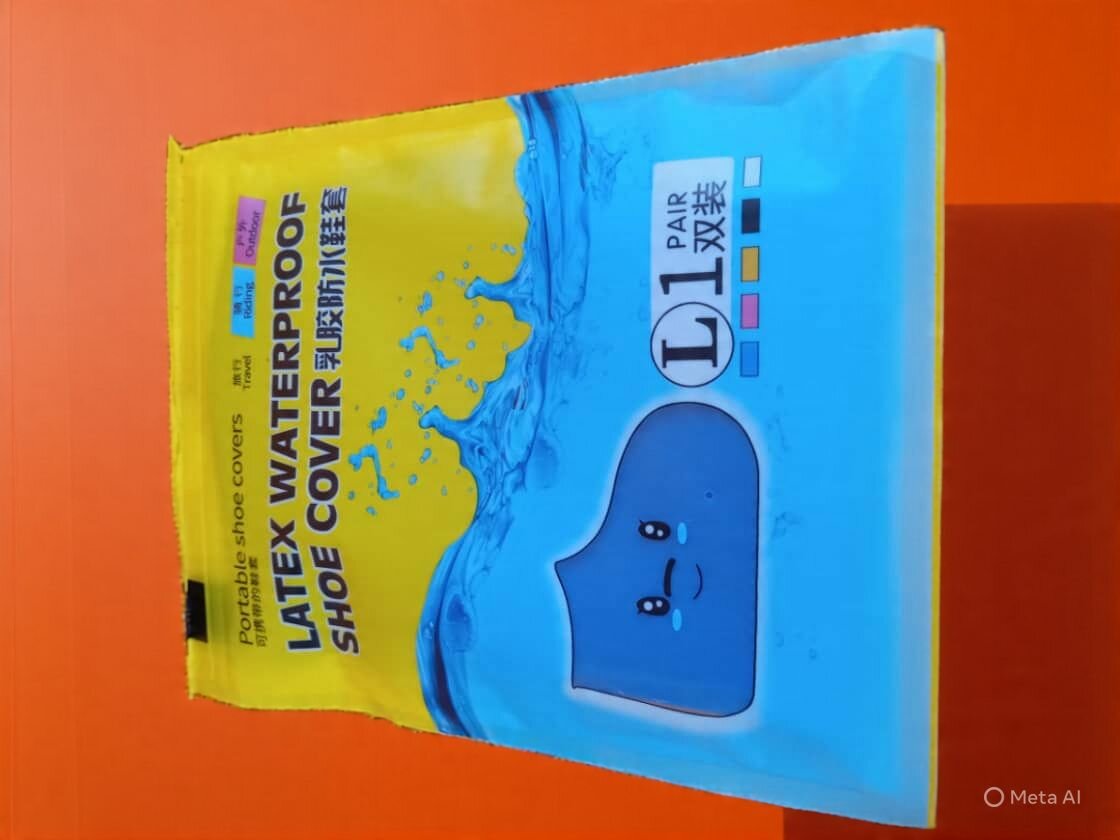 Portable shoe covers
可携带的鞋套
旅行
Travel
骑行
Riding
户外
Outdoor
LATEX WATERPROOF
SHOE COVER 乳胶防水鞋套
L 1 PAIR
双装
Meta AI